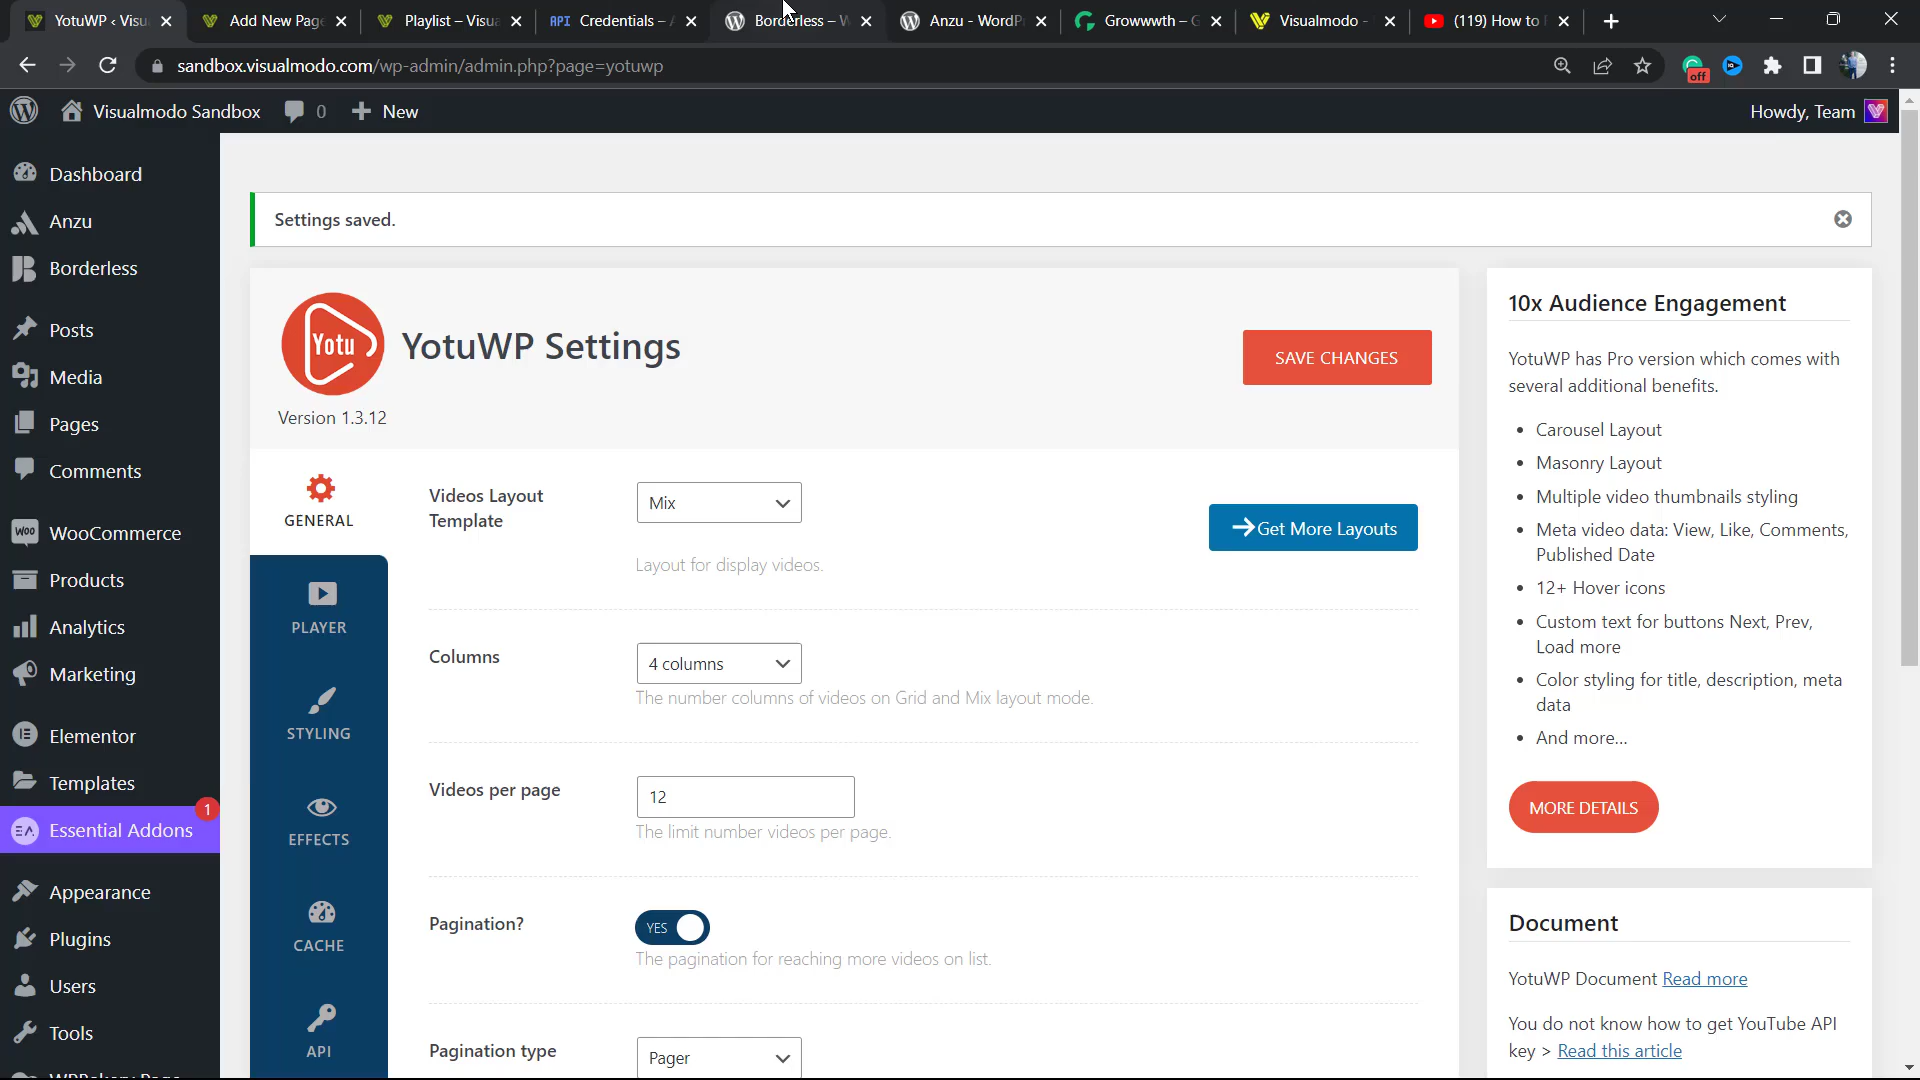 YotuWP ‹ Visu
Add New Page
Playlist – Visua
API Credentials – A
Borderless – W
Anzu - WordPr
Growwwth – G
Visualmodo -
(119) How to
sandbox.visualmodo.com/wp-admin/admin.php?page=yotuwp
off
Visualmodo Sandbox
0
New
Howdy, Team
Dashboard
Anzu
Borderless
Posts
Media
Pages
Comments
WooCommerce
Products
Analytics
Marketing
Elementor
Templates
1
Essential Addons
Appearance
Plugins
Users
Tools
Settings saved.
Yotu
YotuWP Settings
Version 1.3.12
SAVE CHANGES
GENERAL
PLAYER
STYLING
EFFECTS
CACHE
API
Videos Layout
Template
Mix
Get More Layouts
Layout for display videos.
Columns
4 columns
The number columns of videos on Grid and Mix layout mode.
Videos per page
12
The limit number videos per page.
Pagination?
YES
The pagination for reaching more videos on list.
Pagination type
Pager
10x Audience Engagement
YotuWP has Pro version which comes with
several additional benefits.
• Carousel Layout
• Masonry Layout
• Multiple video thumbnails styling
• Meta video data: View, Like, Comments,
Published Date
• 12+ Hover icons
• Custom text for buttons Next, Prev,
Load more
• Color styling for title, description, meta
data
• And more...
MORE DETAILS
Document
YotuWP Document Read more
You do not know how to get YouTube API
key > Read this article